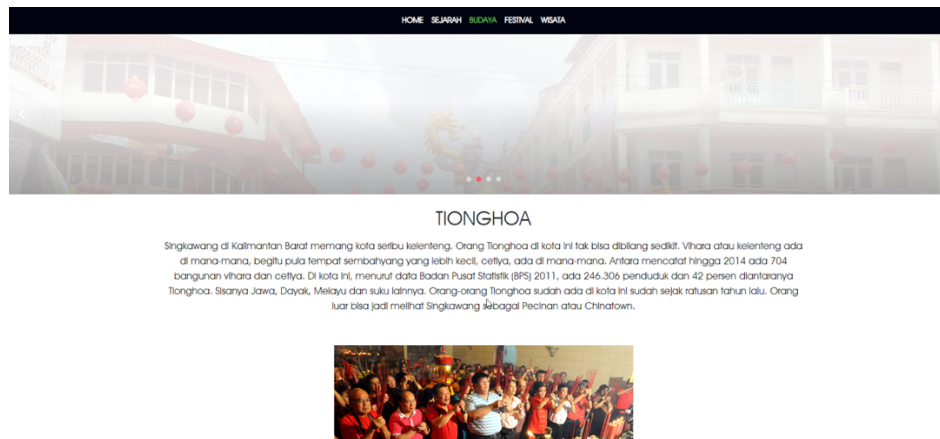 HOME SEJARAH BUDAYA FESTIVAL WISATA
TIONGHOA
Singkawang di Kalimantan Barat memang kota seribu kelenteng. Orang Tionghoa di kota ini tak bisa dibilang sedikit. Vihara atau kelenteng ada
di mana-mana, begitu pula tempat sembahyang yang lebih kecil, cetiya, ada di mana-mana. Antara mencatat hingga 2014 ada 704
bangunan vihara dan cetiya. Di kota ini, menurut data Badan Pusat Statistik (BPS) 2011, ada 246.306 penduduk dan 42 persen diantaranya
Tionghoa. Sisanya Jawa, Dayak, Melayu dan suku lainnya. Orang-orang Tionghoa sudah ada di kota ini sudah sejak ratusan tahun lalu. Orang
luar bisa jadi melihat Singkawang sebagai Pecinan atau Chinatown.